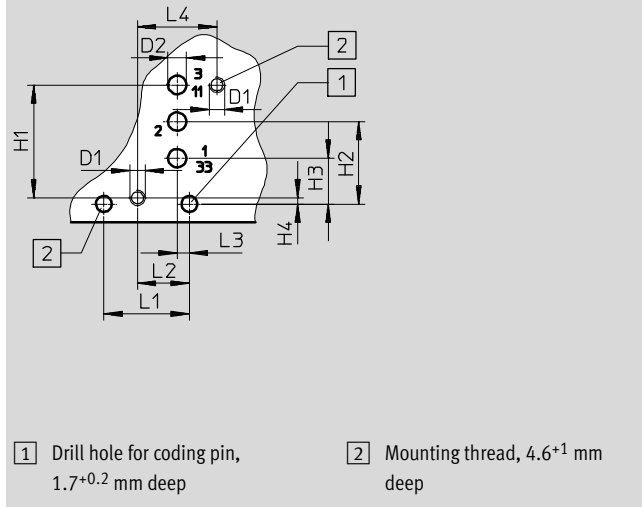 L4
D2
2
3
11
D1
1
2
H1
D1
1
33
H3
H2
H4
2
L3
L2
L1
1 Drill hole for coding pin, 1.7+0.2 mm deep
2 Mounting thread, 4.6+1 mm deep